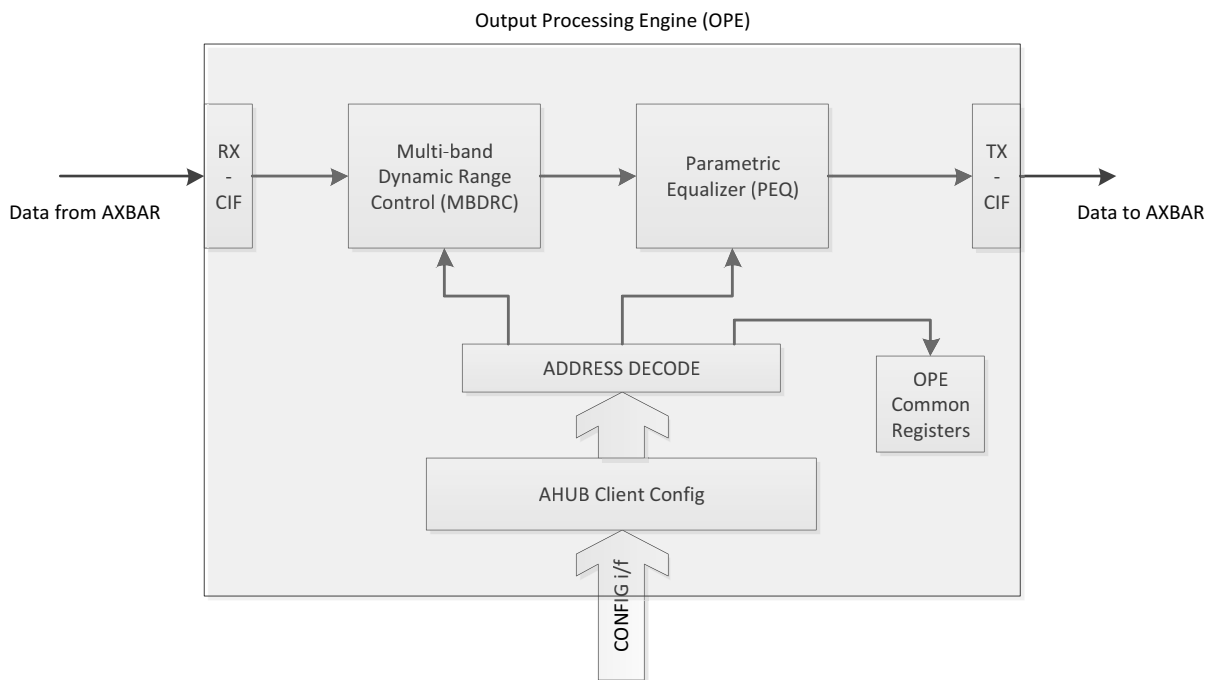 Output Processing Engine (OPE)
RX
-
CIF
Multi-band
Dynamic Range
Control (MBDRC)
Parametric
Equalizer (PEQ)
TX
-
CIF
Data from AXBAR
Data to AXBAR
ADDRESS DECODE
OPE
Common
Registers
AHUB Client Config
CONFIG i/f